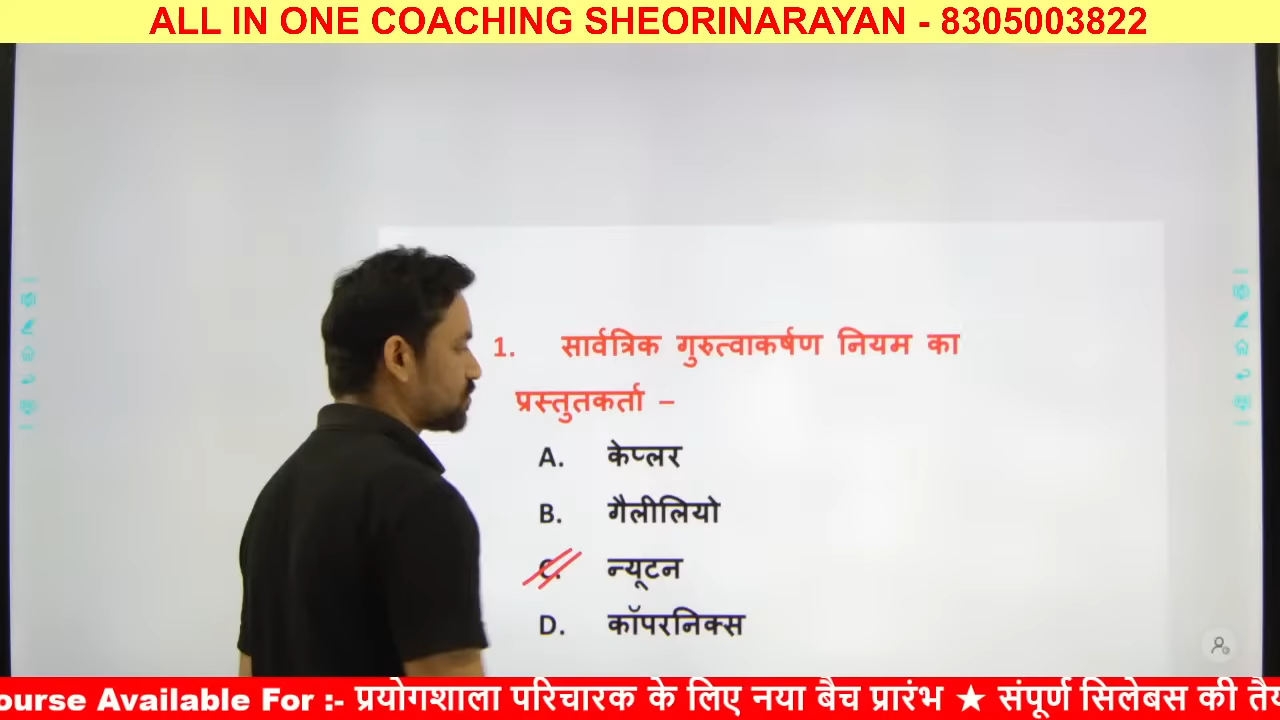 ALL IN ONE COACHING SHEORINARAYAN - 8305003822
1. सार्वत्रिक गुरुत्वाकर्षण नियम का
प्रस्तुतकर्ता –
A. केप्लर
B. गैलीलियो
C. न्यूटन
D. कॉपरनिक्स
ourse Available For :- प्रयोगशाला परिचारक के लिए नया बैच प्रारंभ ★ संपूर्ण सिलेबस की तैय